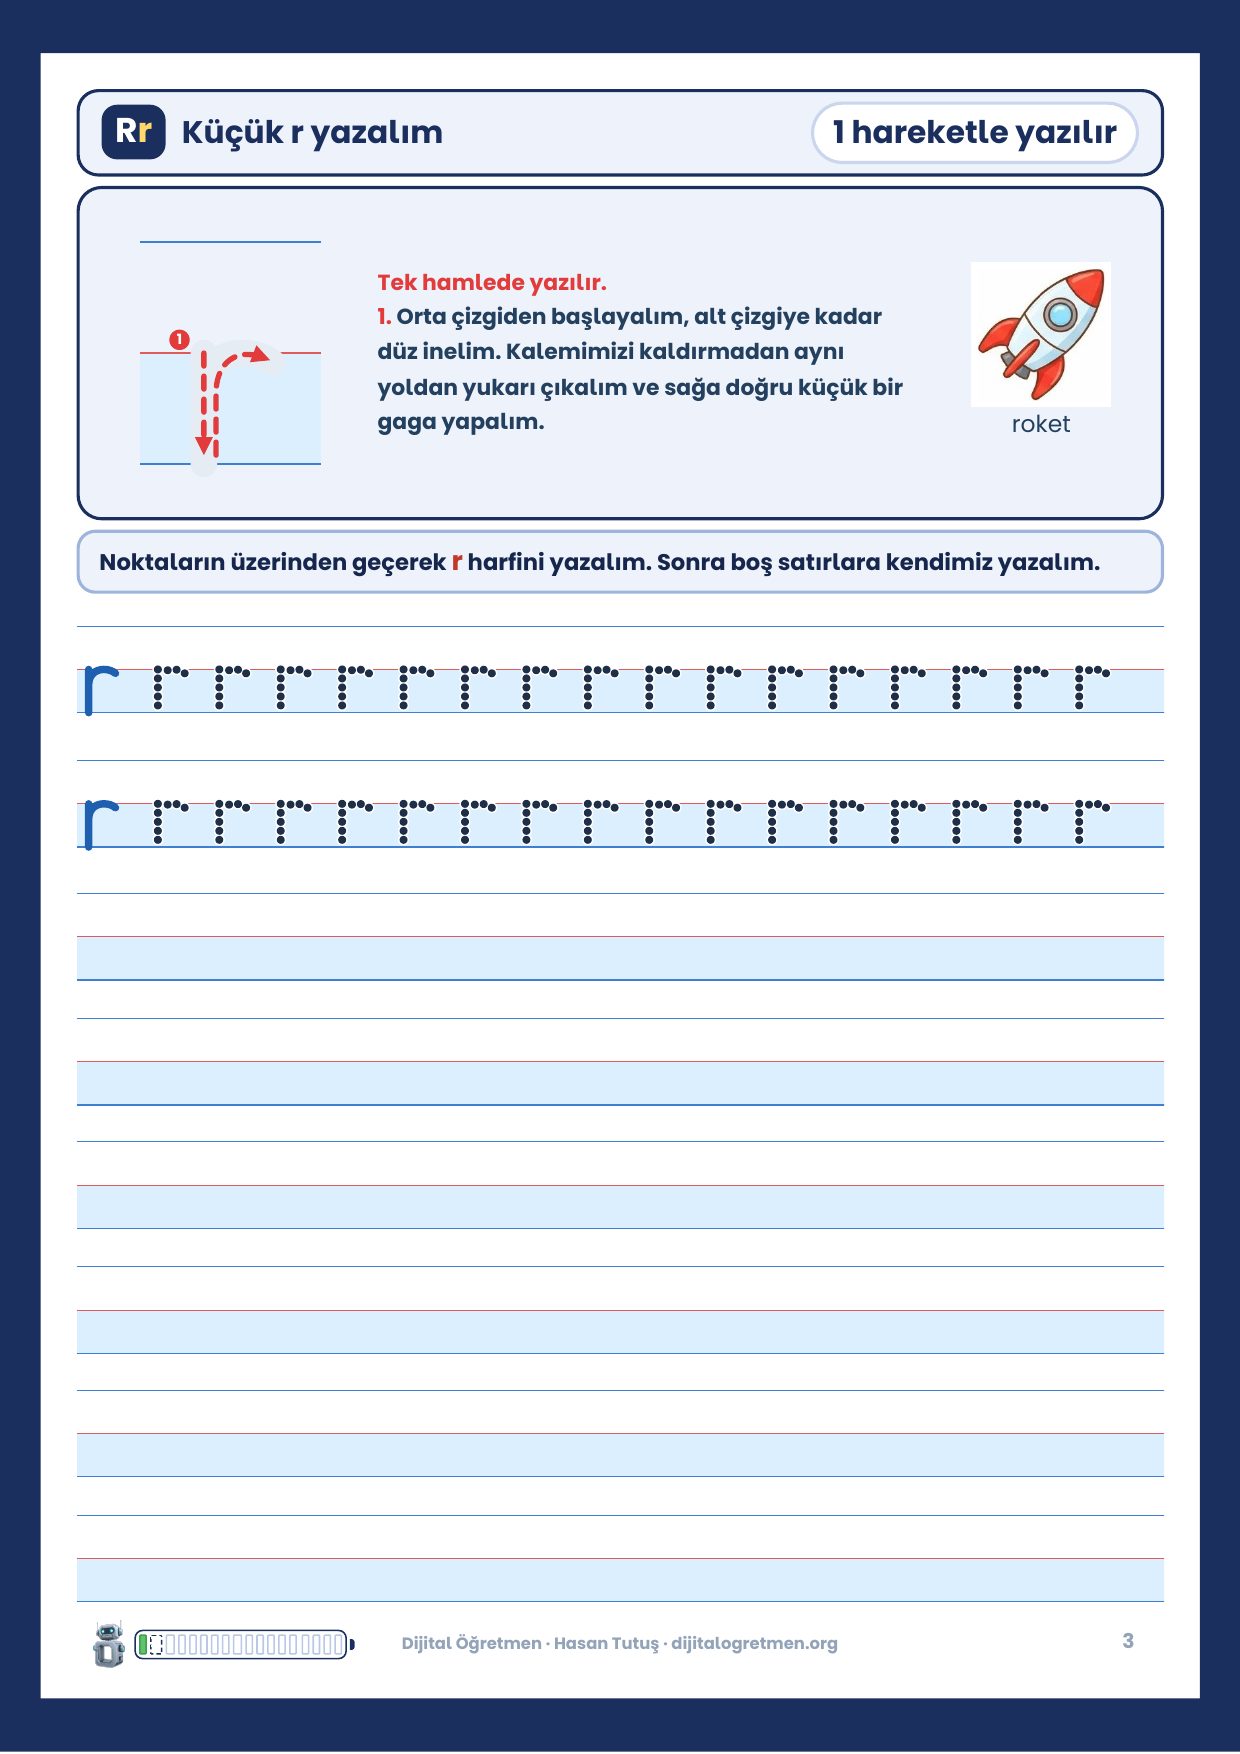 Rr Küçük r yazalım 1 hareketle yazılır
Tek hamlede yazılır.
1
1. Orta çizgiden başlayalım, alt çizgiye kadar
düz inelim. Kalemimizi kaldırmadan aynı
yoldan yukarı çıkalım ve sağa doğru küçük bir
gaga yapalım.
roket
Noktaların üzerinden geçerek r harfini yazalım. Sonra boş satırlara kendimiz yazalım.
r r r r r r r r r r r r r r r r r
r r r r r r r r r r r r r r r r r
Dijital Öğretmen · Hasan Tutuş · dijitalogretmen.org 3